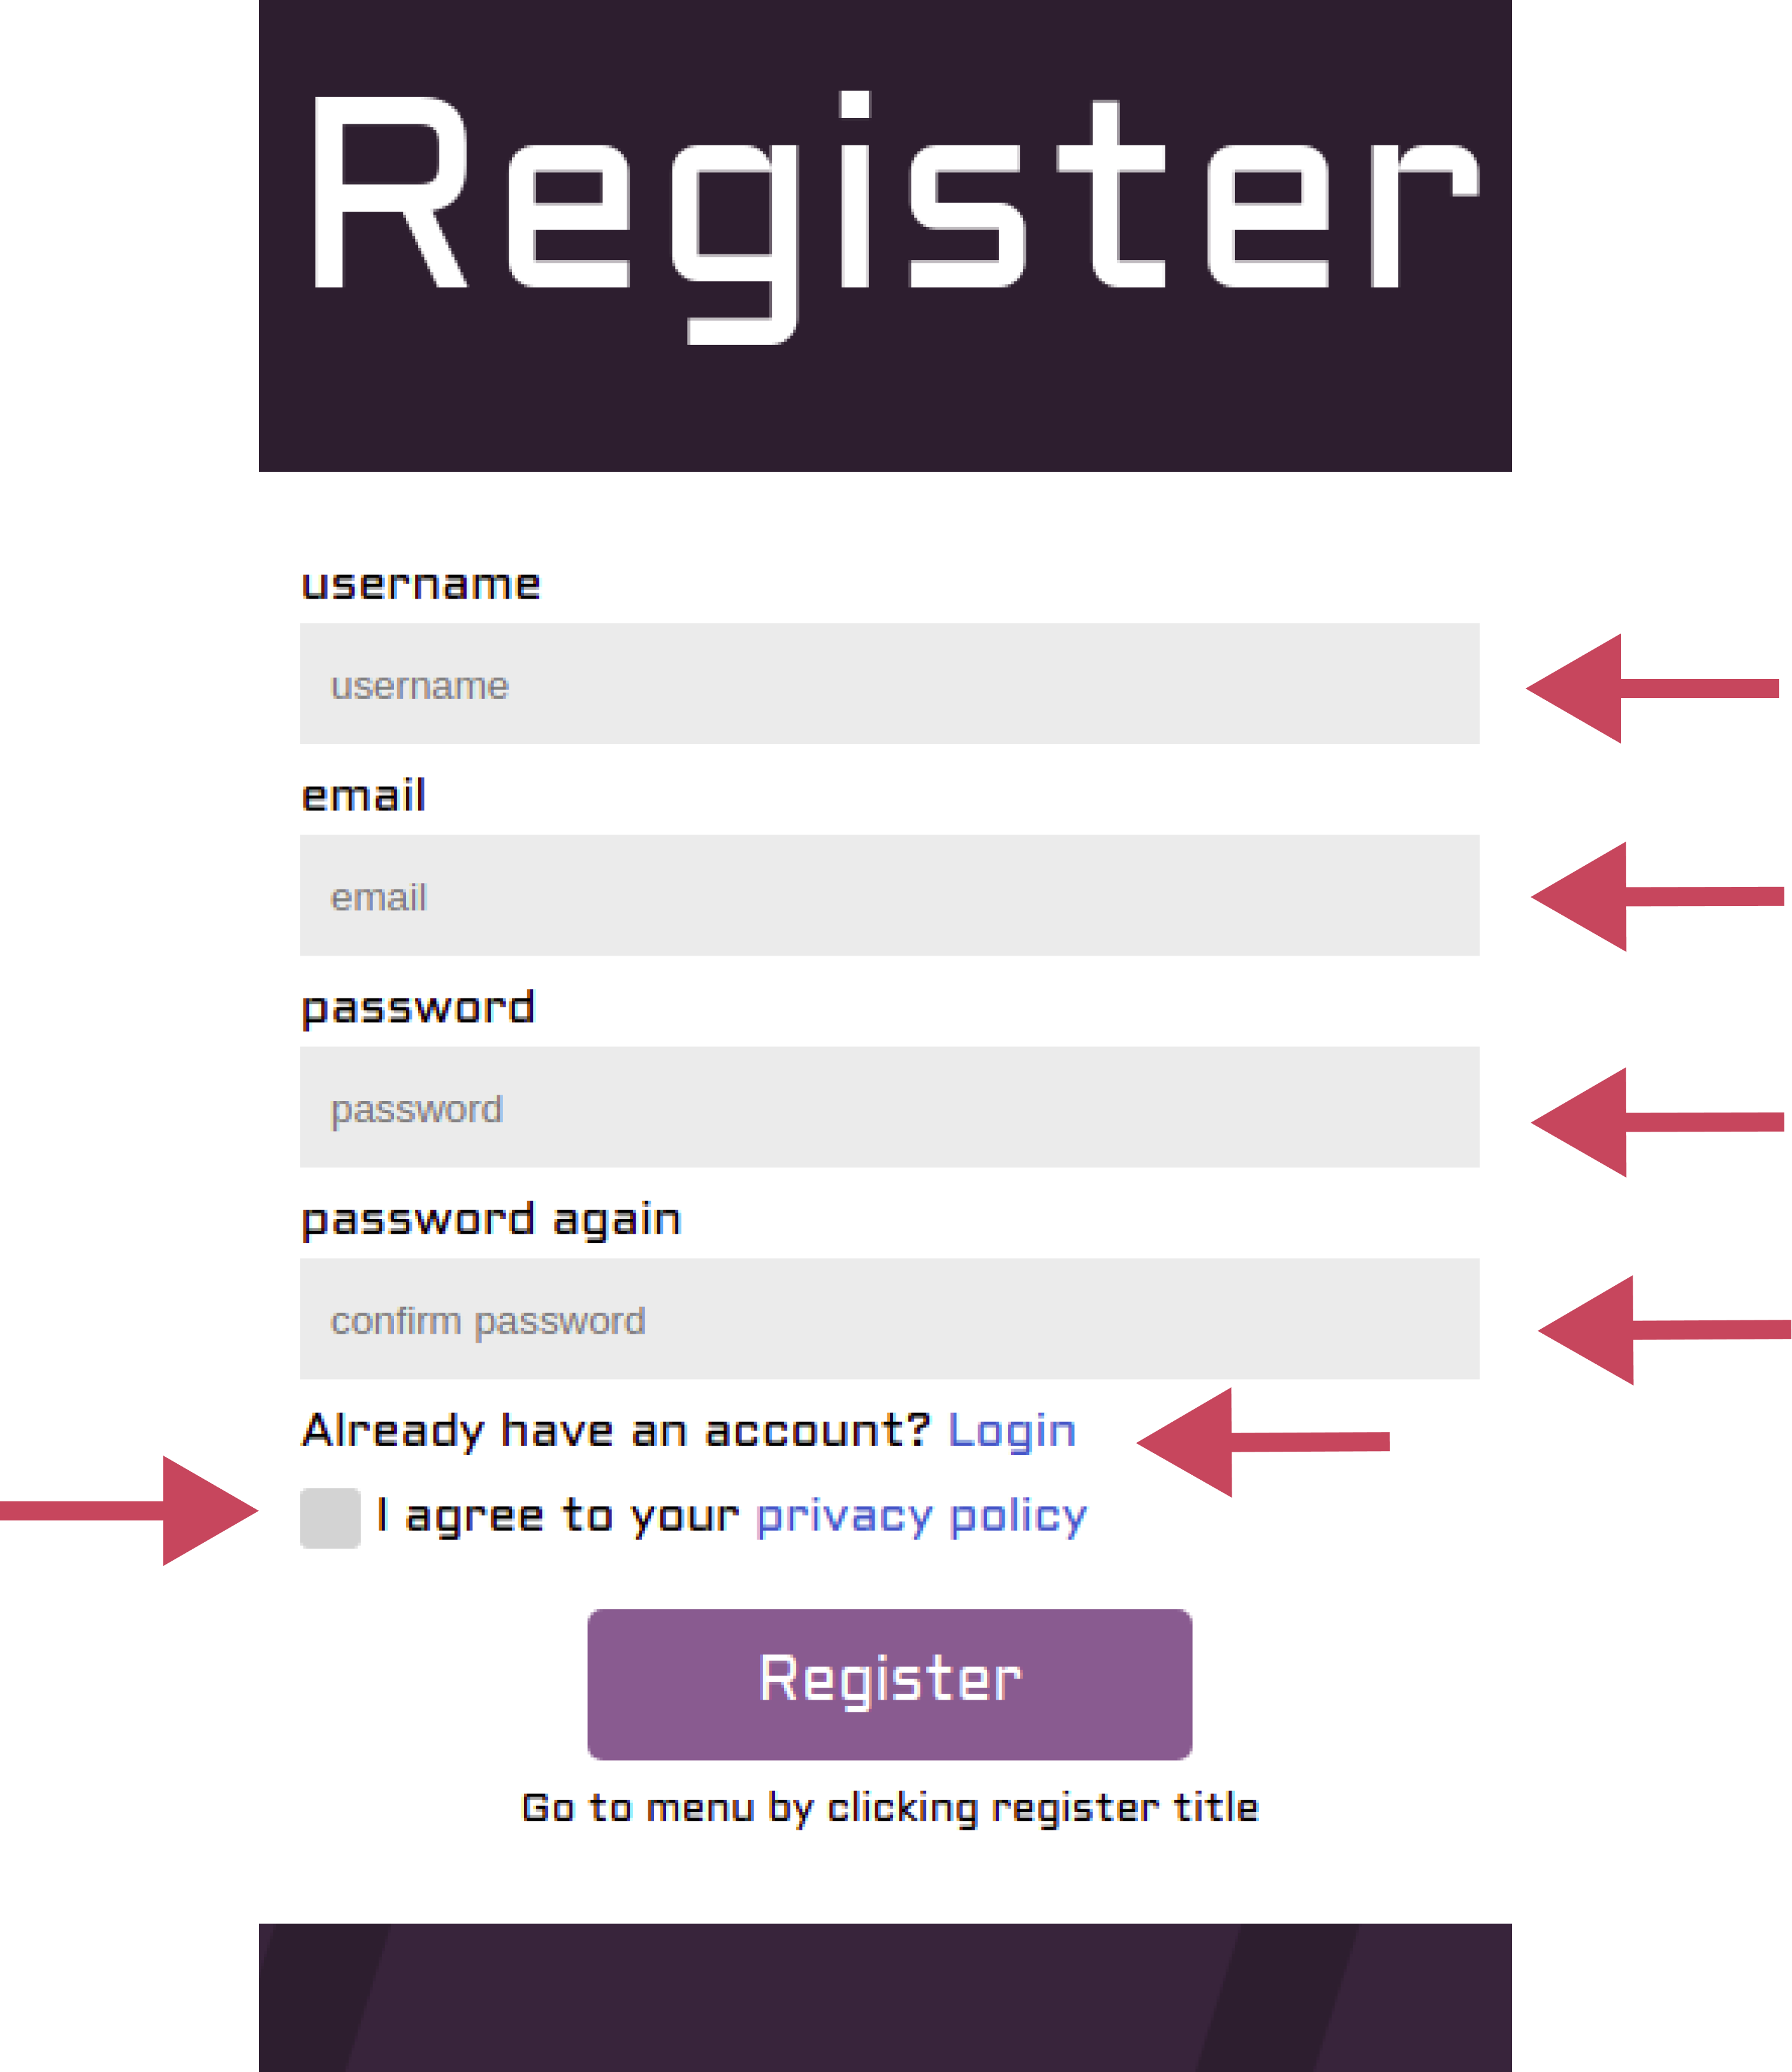 Register
username
username
email
email
password
password
password again
confirm password
Already have an account? Login
I agree to your privacy policy
Register
Go to menu by clicking register title